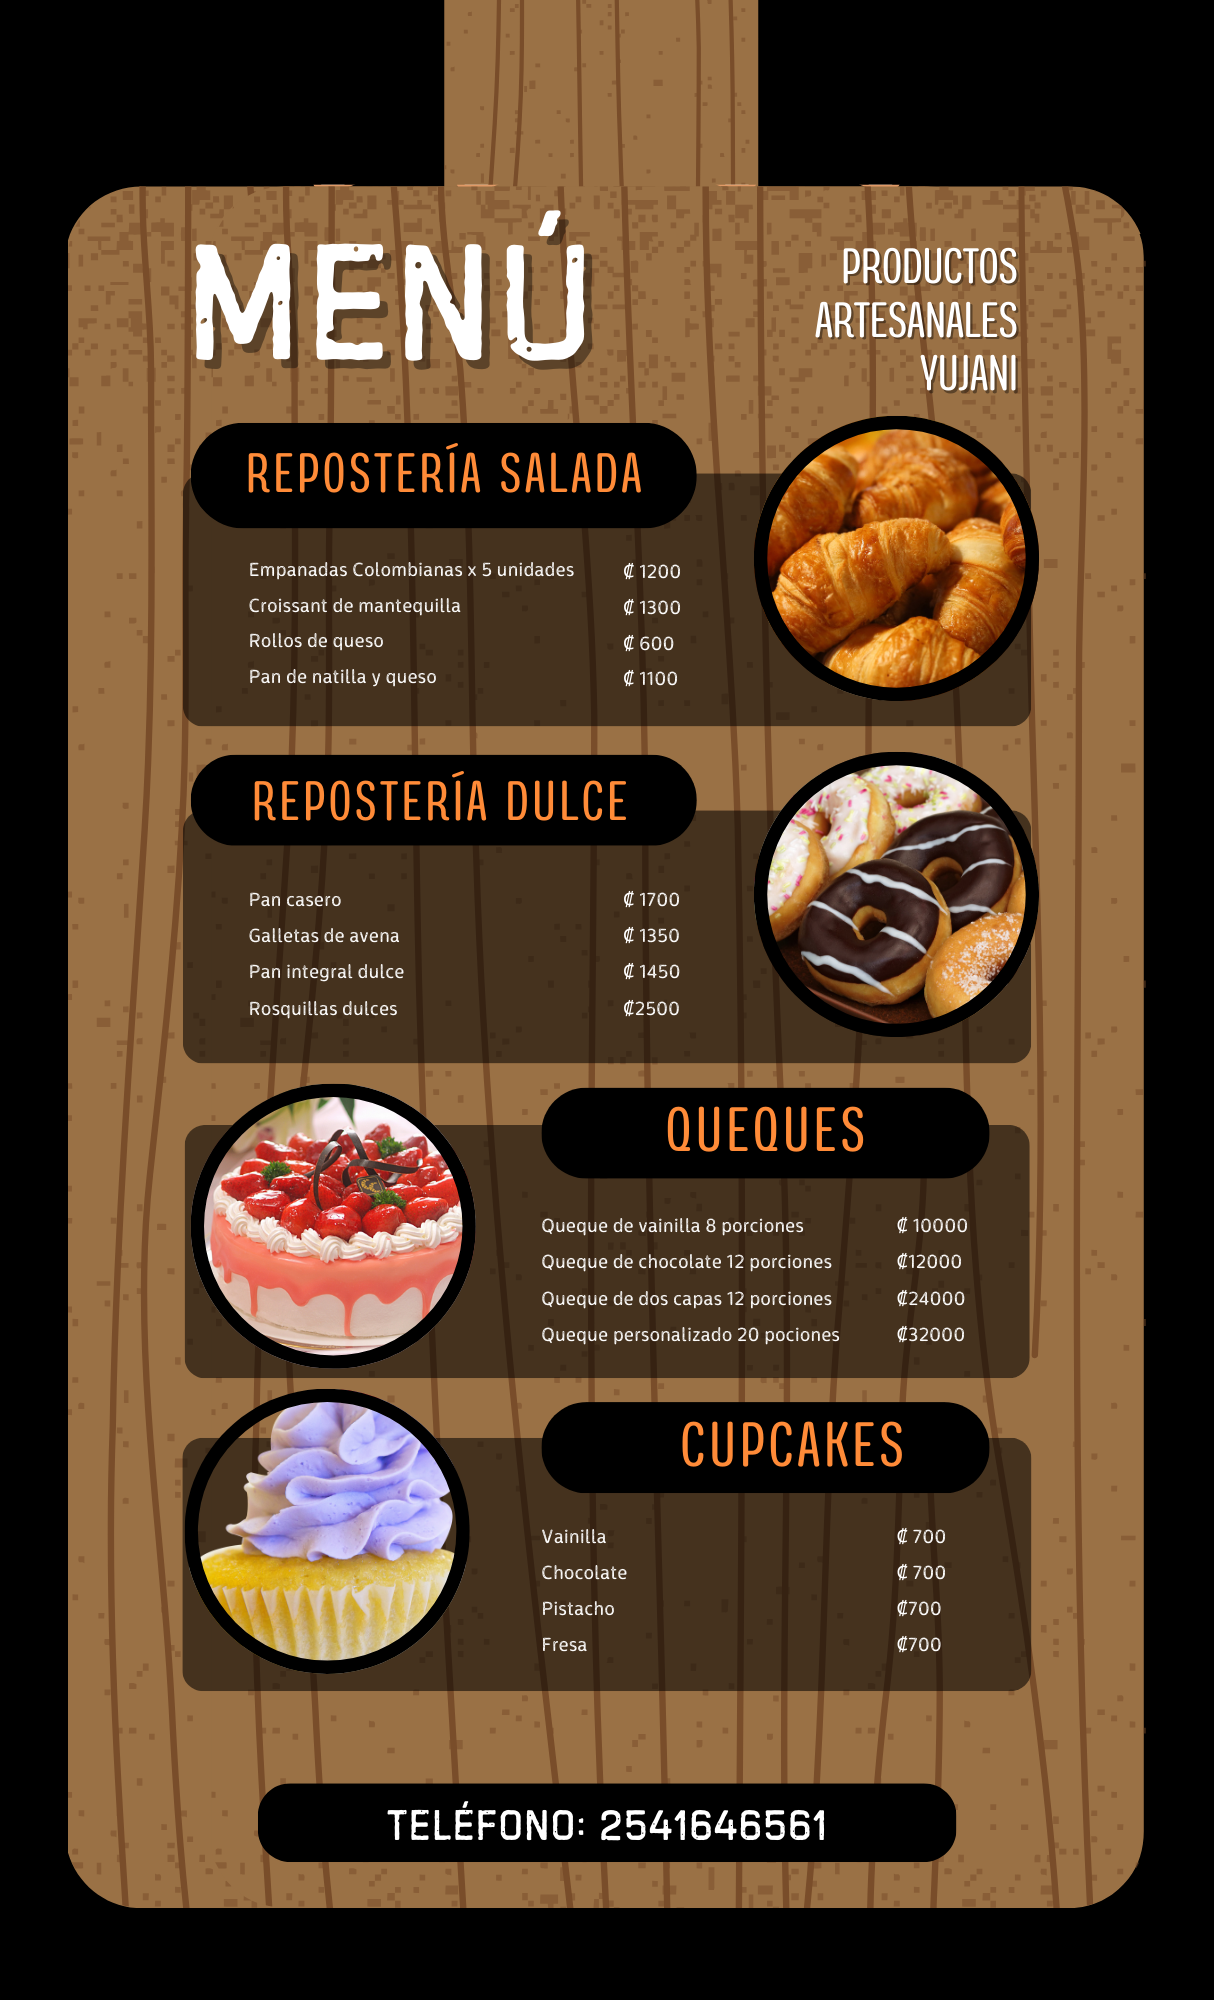 MENÚ
PRODUCTOS
ARTESANALES
YUJANI
REPOSTERÍA SALADA
Empanadas Colombianas x 5 unidades ₡ 1200
Croissant de mantequilla ₡ 1300
Rollos de queso ₡ 600
Pan de natilla y queso ₡ 1100
REPOSTERÍA DULCE
Pan casero ₡ 1700
Galletas de avena ₡ 1350
Pan integral dulce ₡ 1450
Rosquillas dulces ₡2500
QUEQUES
Queque de vainilla 8 porciones ₡ 10000
Queque de chocolate 12 porciones ₡12000
Queque de dos capas 12 porciones ₡24000
Queque personalizado 20 pociones ₡32000
CUPCAKES
Vainilla ₡ 700
Chocolate ₡ 700
Pistacho ₡700
Fresa ₡700
TELÉFONO: 2541646561